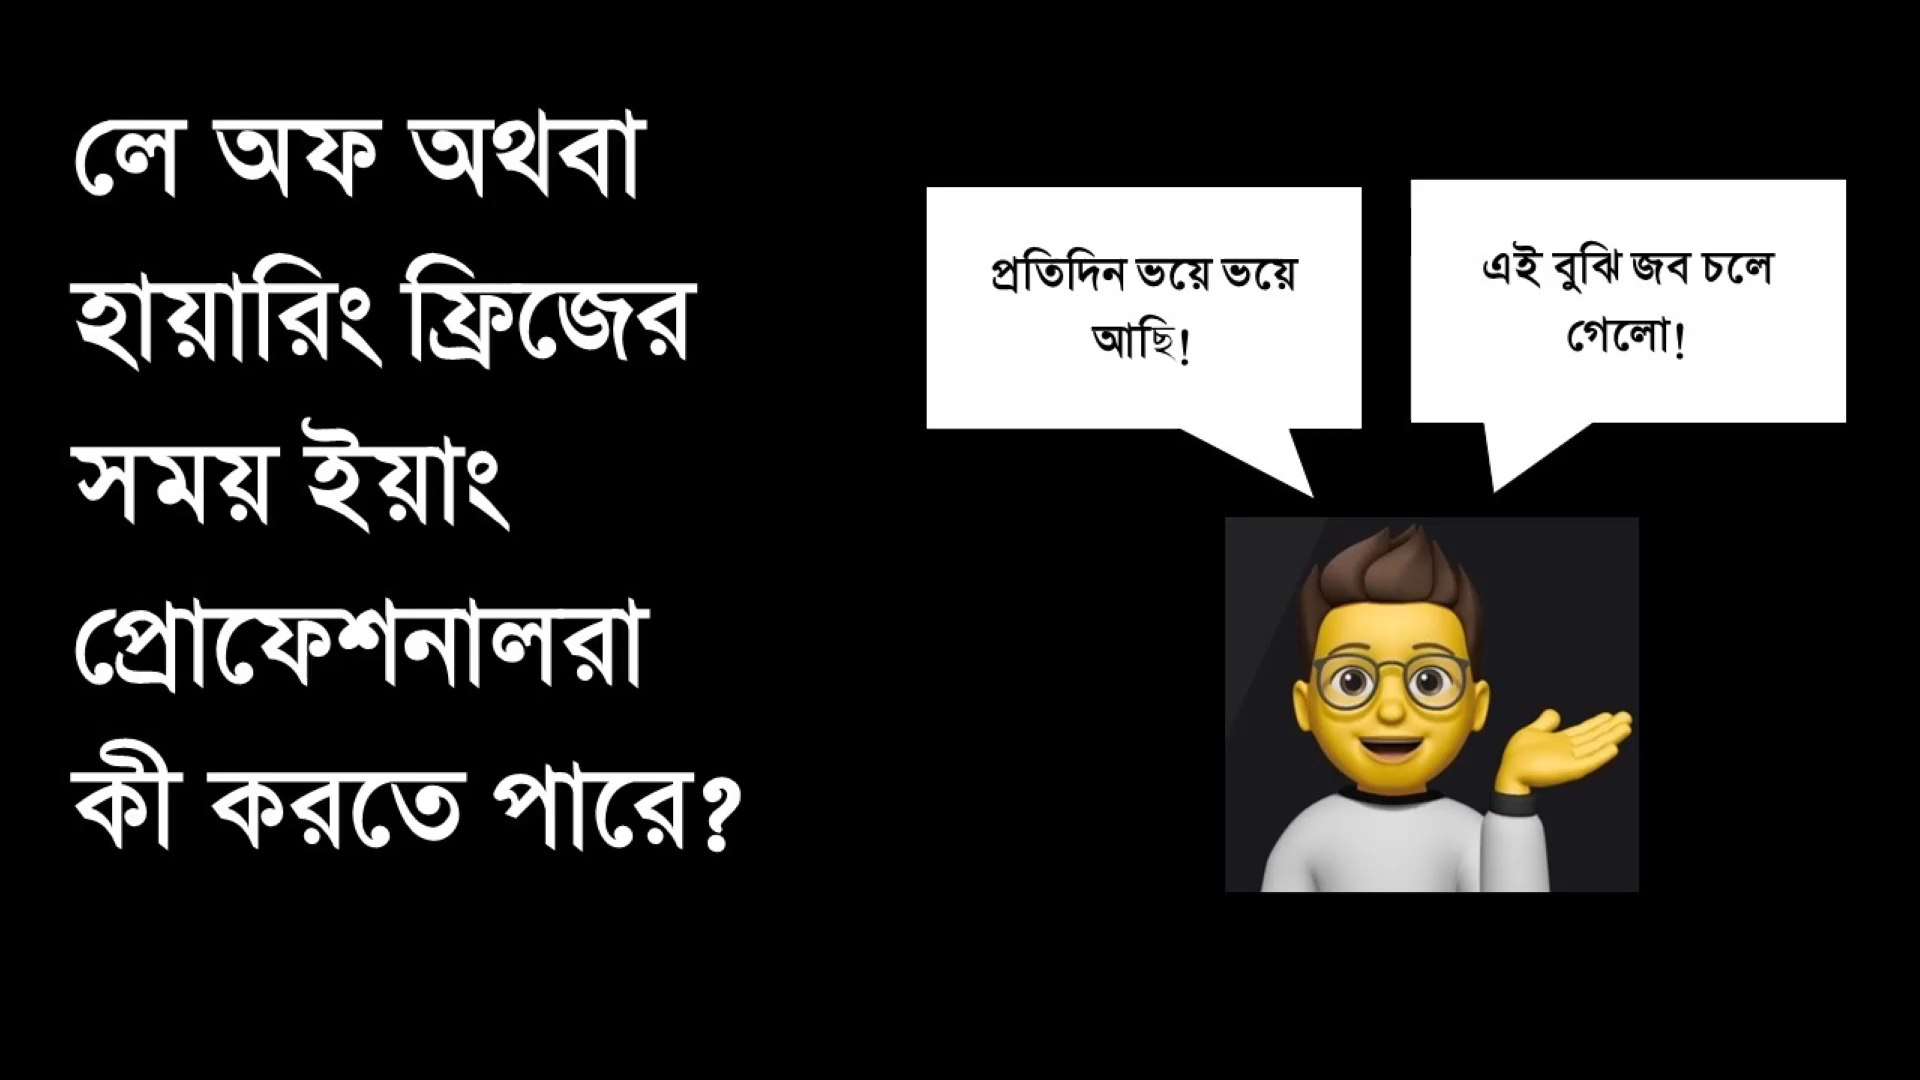 লে অফ অথবা
হায়ারিং ফ্রিজের
সময় ইয়াং
প্রোফেশনালরা
কী করতে পারে?
প্রতিদিন ভয়ে ভয়ে
আছি!
এই বুঝি জব চলে
গেলো!